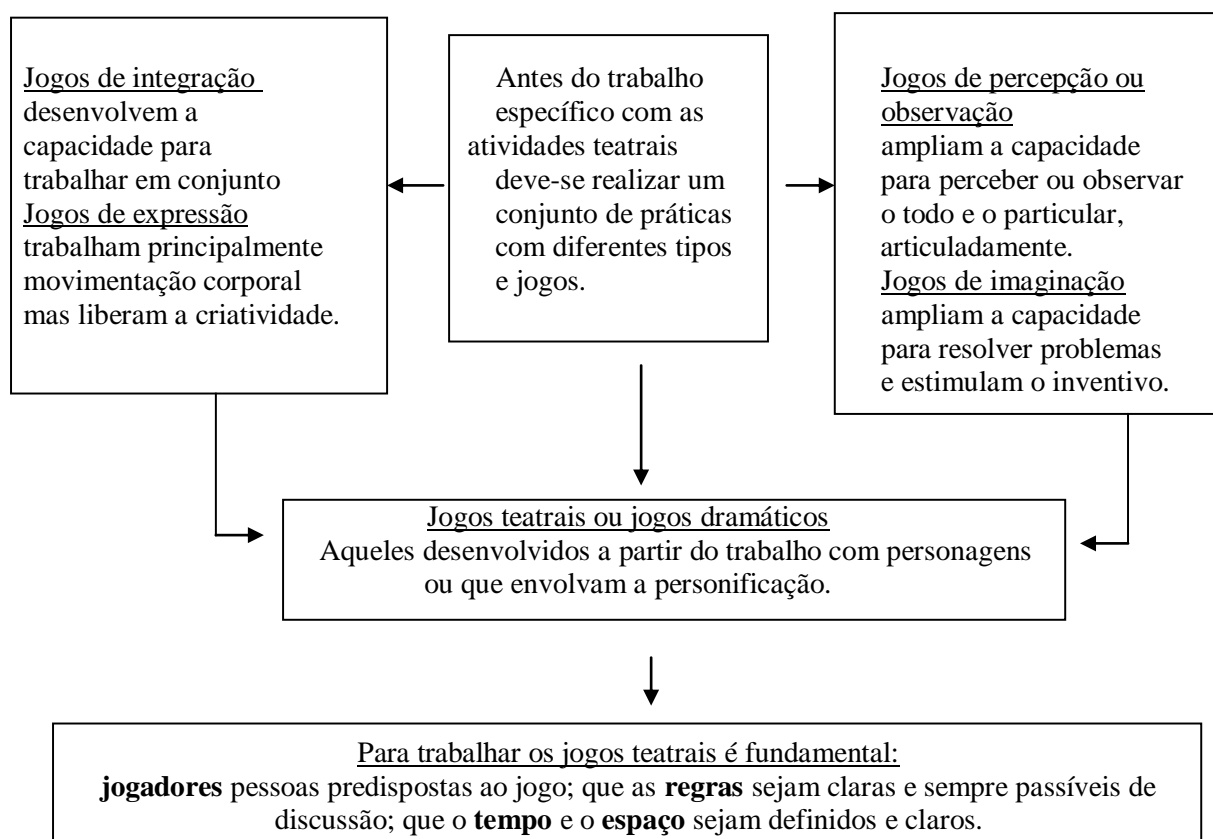 Jogos de integração
desenvolvem a
capacidade para
trabalhar em conjunto
Jogos de expressão
trabalham principalmente
movimentação corporal
mas liberam a criatividade.
Antes do trabalho
específico com as
atividades teatrais
deve-se realizar um
conjunto de práticas
com diferentes tipos
e jogos.
Jogos de percepção ou
observação
ampliam a capacidade
para perceber ou observar
o todo e o particular,
articuladamente.
Jogos de imaginação
ampliam a capacidade
para resolver problemas
e estimulam o inventivo.
Jogos teatrais ou jogos dramáticos
Aqueles desenvolvidos a partir do trabalho com personagens
ou que envolvam a personificação.
Para trabalhar os jogos teatrais é fundamental:
jogadores pessoas predispostas ao jogo; que as regras sejam claras e sempre passíveis de
discussão; que o tempo e o espaço sejam definidos e claros.